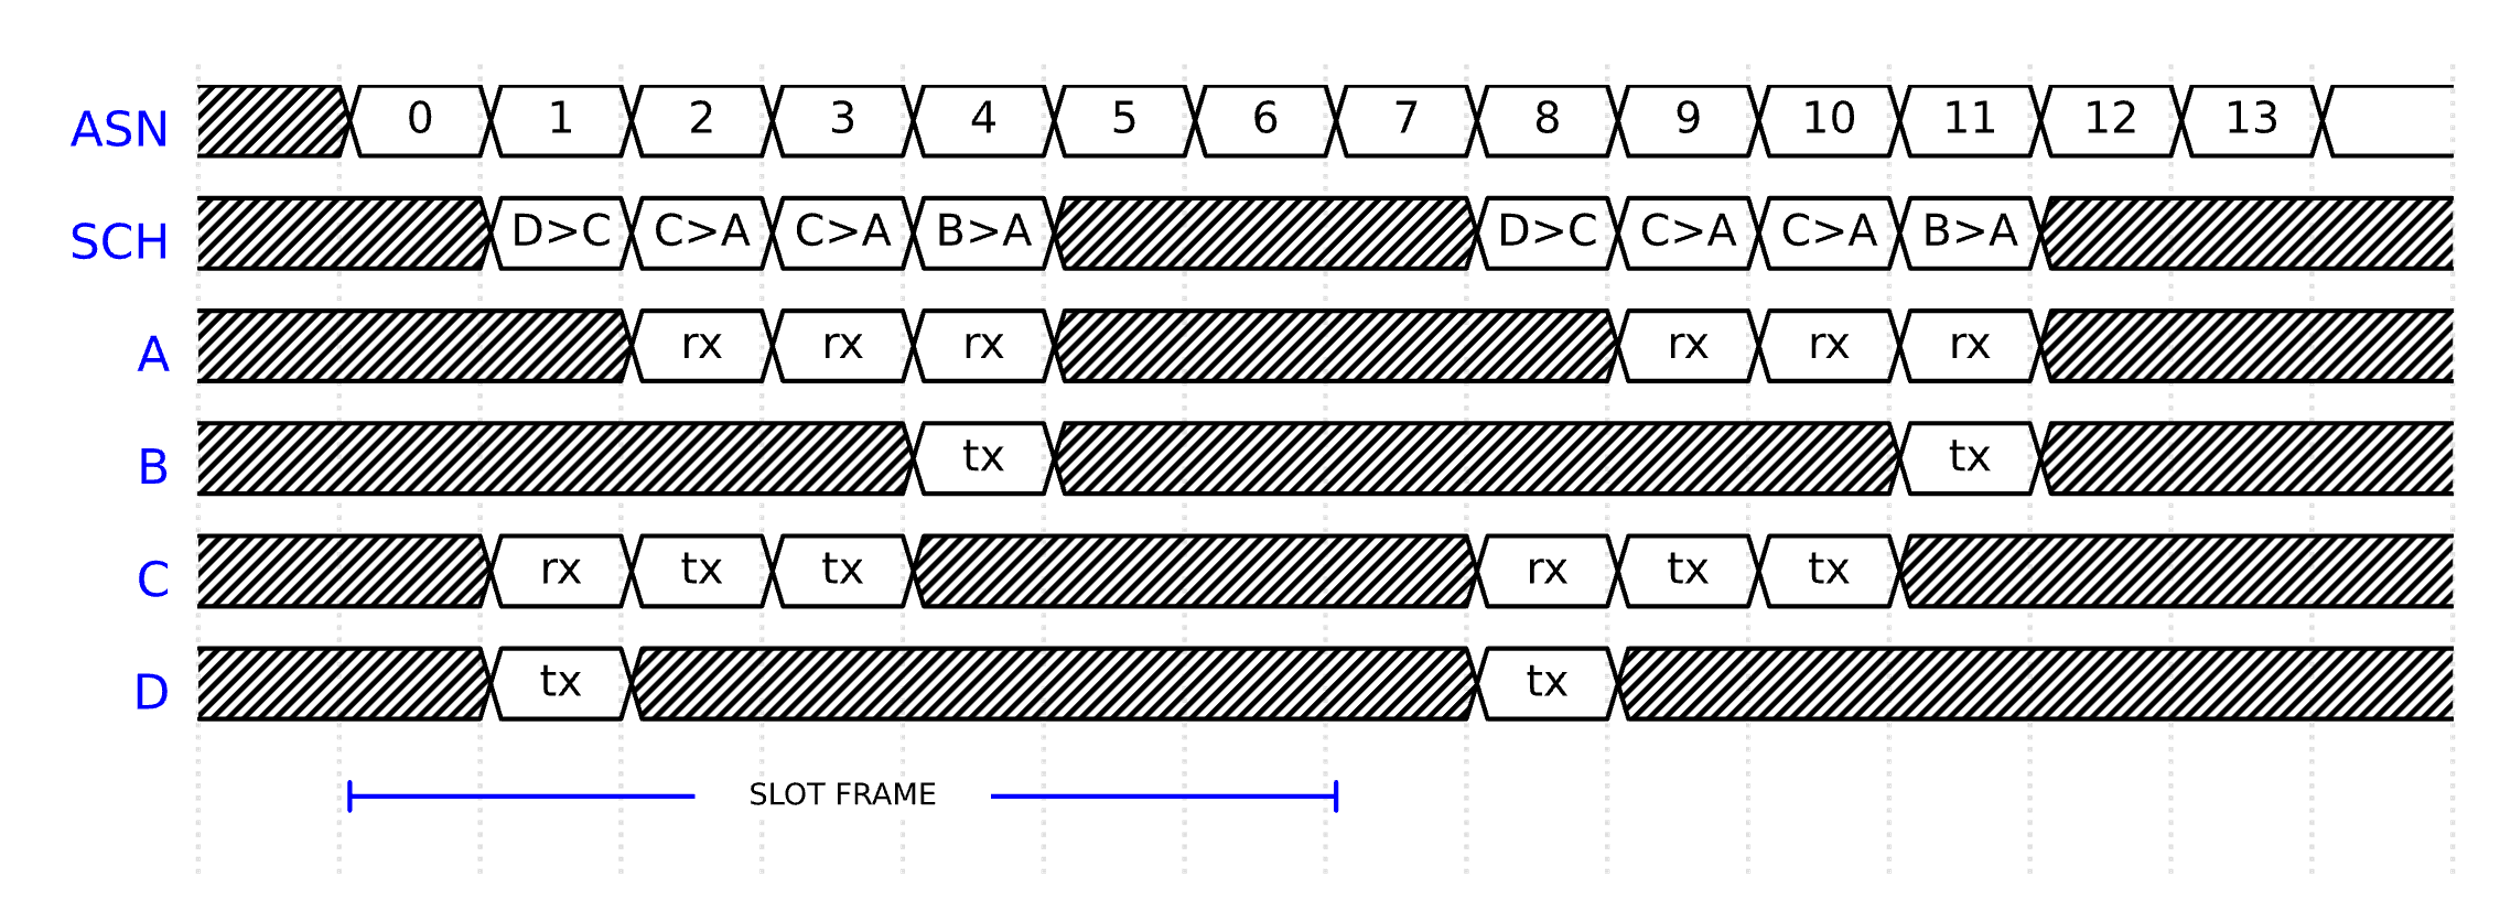 ASN 0 1 2 3 4 5 6 7 8 9 10 11 12 13
SCH D>C C>A C>A B>A D>C C>A C>A B>A
A rx rx rx rx rx rx
B tx tx
C rx tx tx rx tx tx
D tx tx
SLOT FRAME